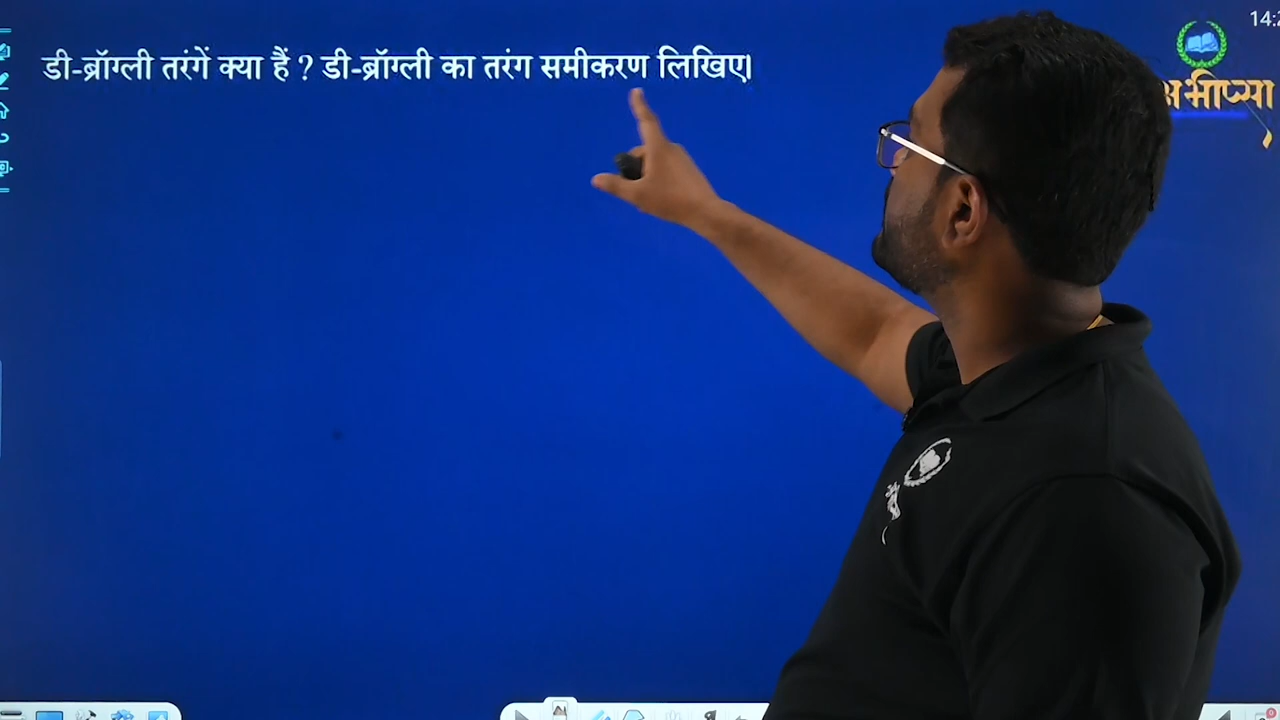 डी-ब्रॉग्ली तरंगें क्या हैं ? डी-ब्रॉग्ली का तरंग समीकरण लिखिए।